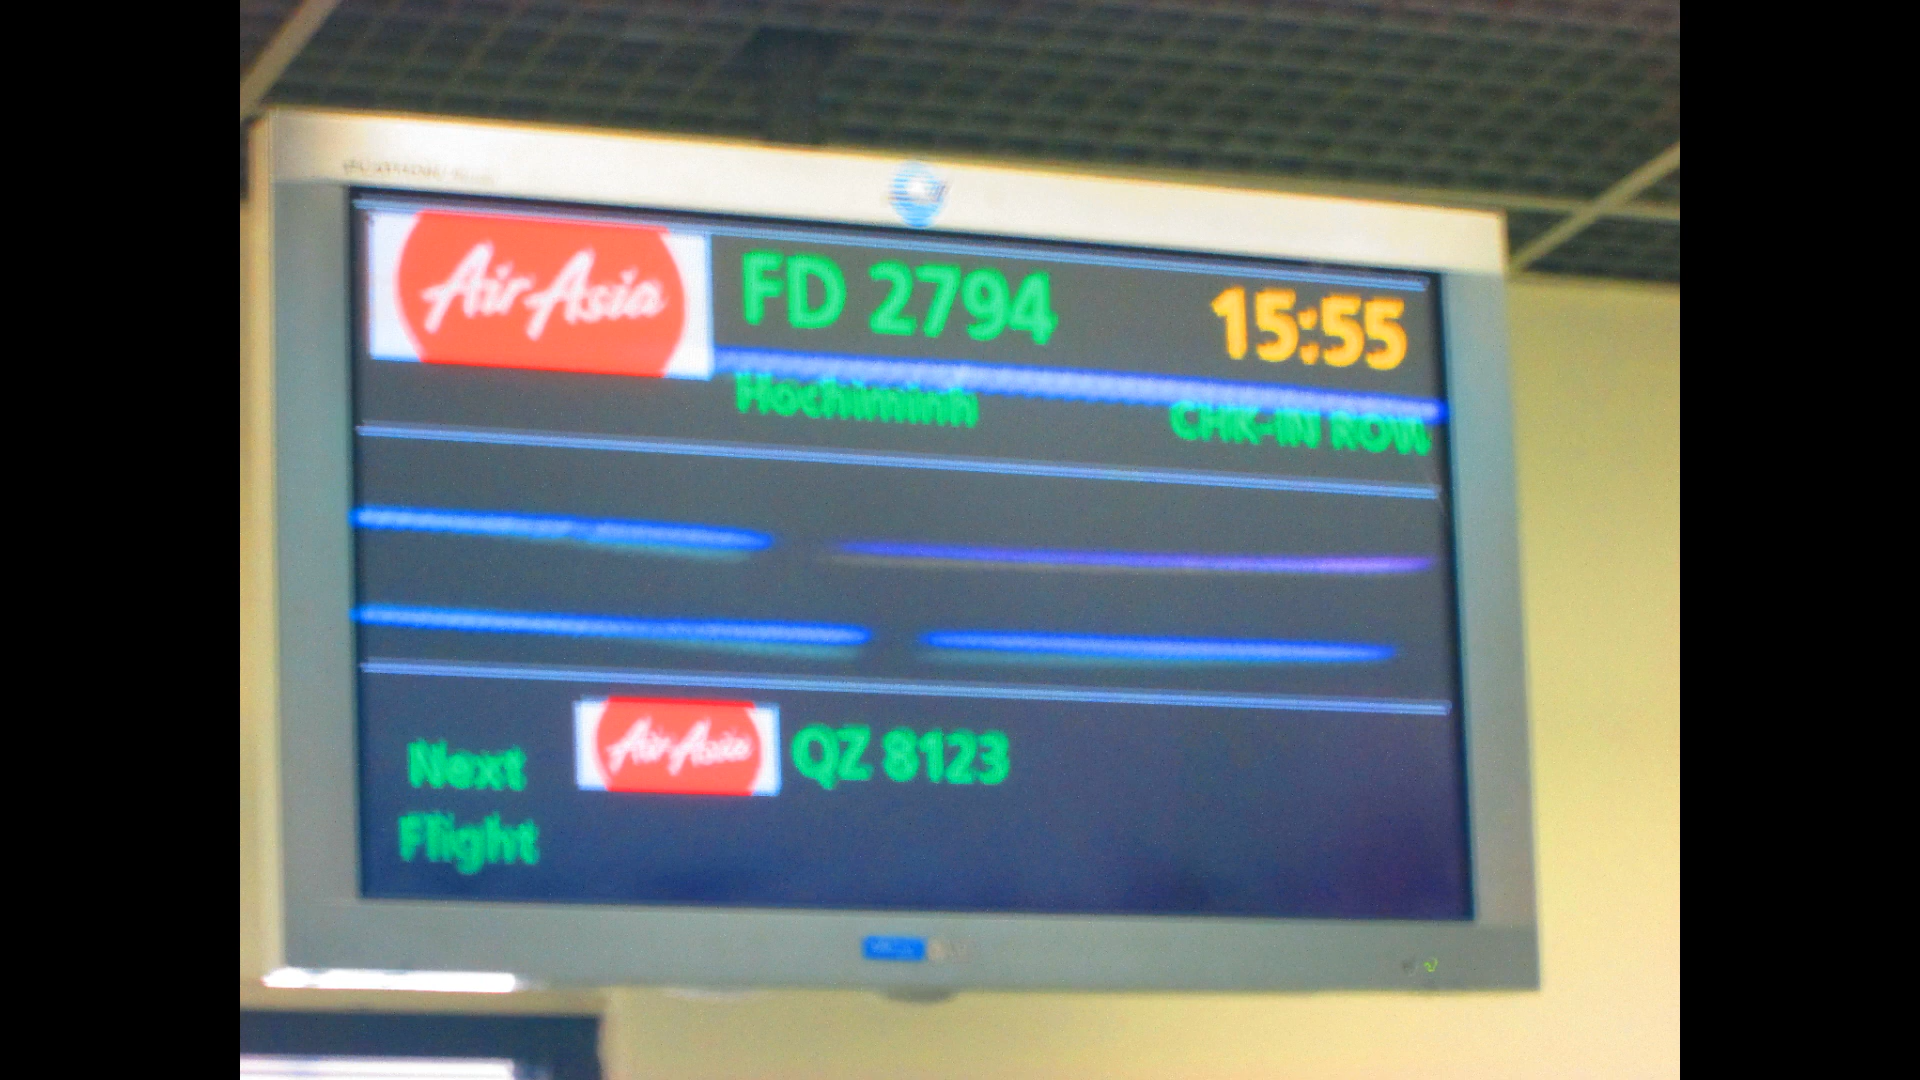 AirAsia FD 2794 15:55
Hochiminh CHK-IN ROW
Next AirAsia QZ 8123
Flight